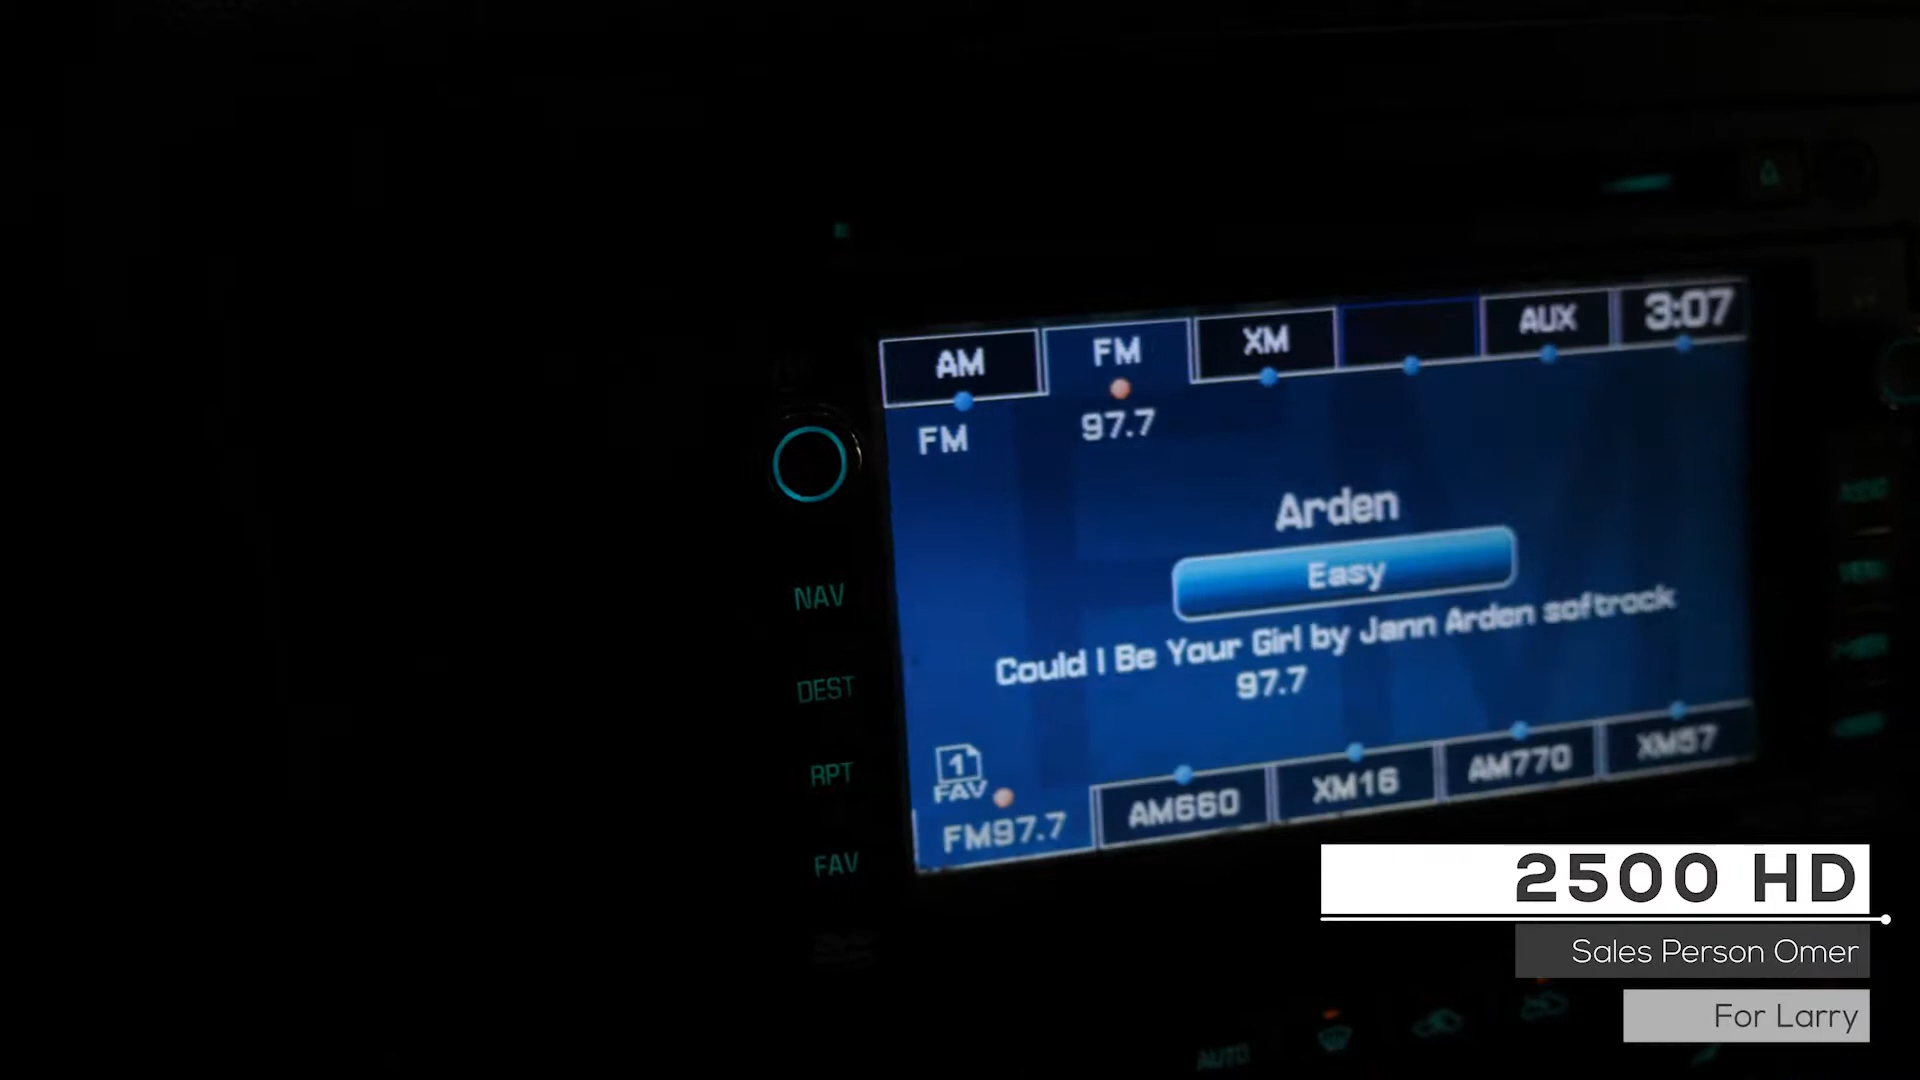 AM FM XM AUX 3:07
FM 97.7
Arden
Easy
Could I Be Your Girl by Jann Arden softrock
97.7
1
FAV
FM97.7 AM660 XM16 AM770 XM57
NAV
DEST
RPT
FAV
AUTO
2500 HD
Sales Person Omer
For Larry